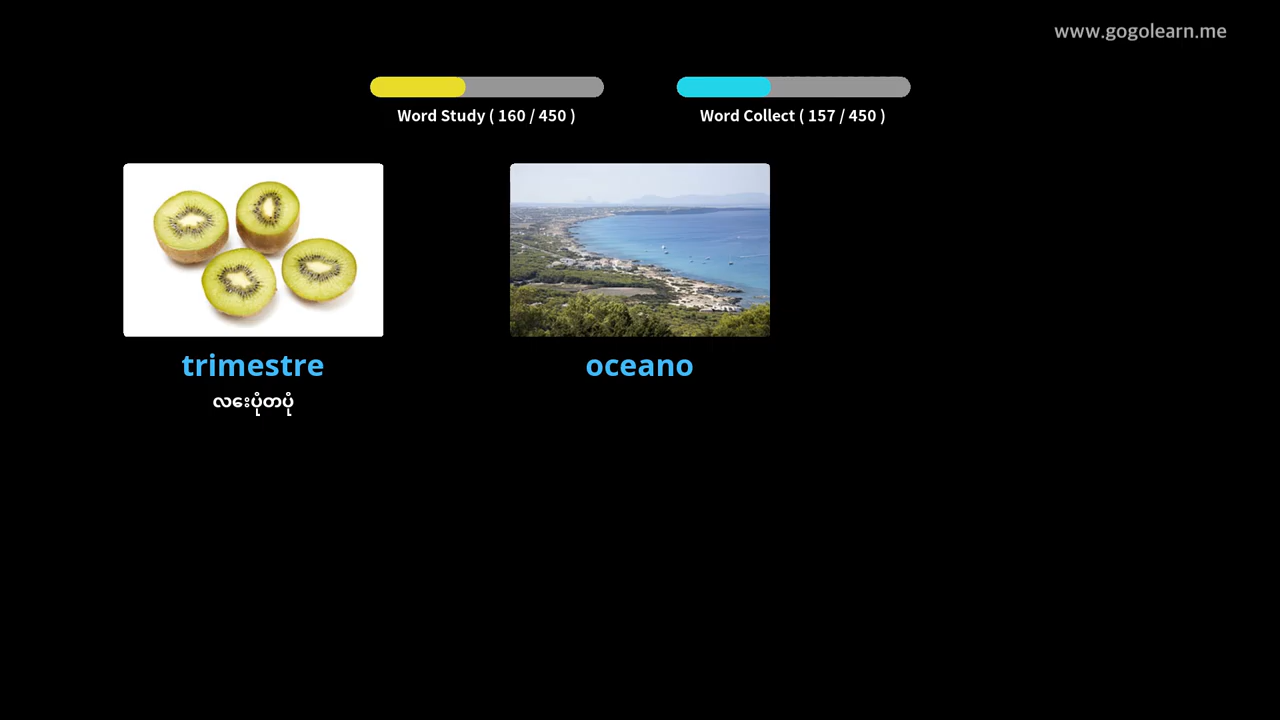 www.gogolearn.me
Word Study ( 160 / 450 )
Word Collect ( 157 / 450 )
trimestre
oceano
လေးပုံတပုံ